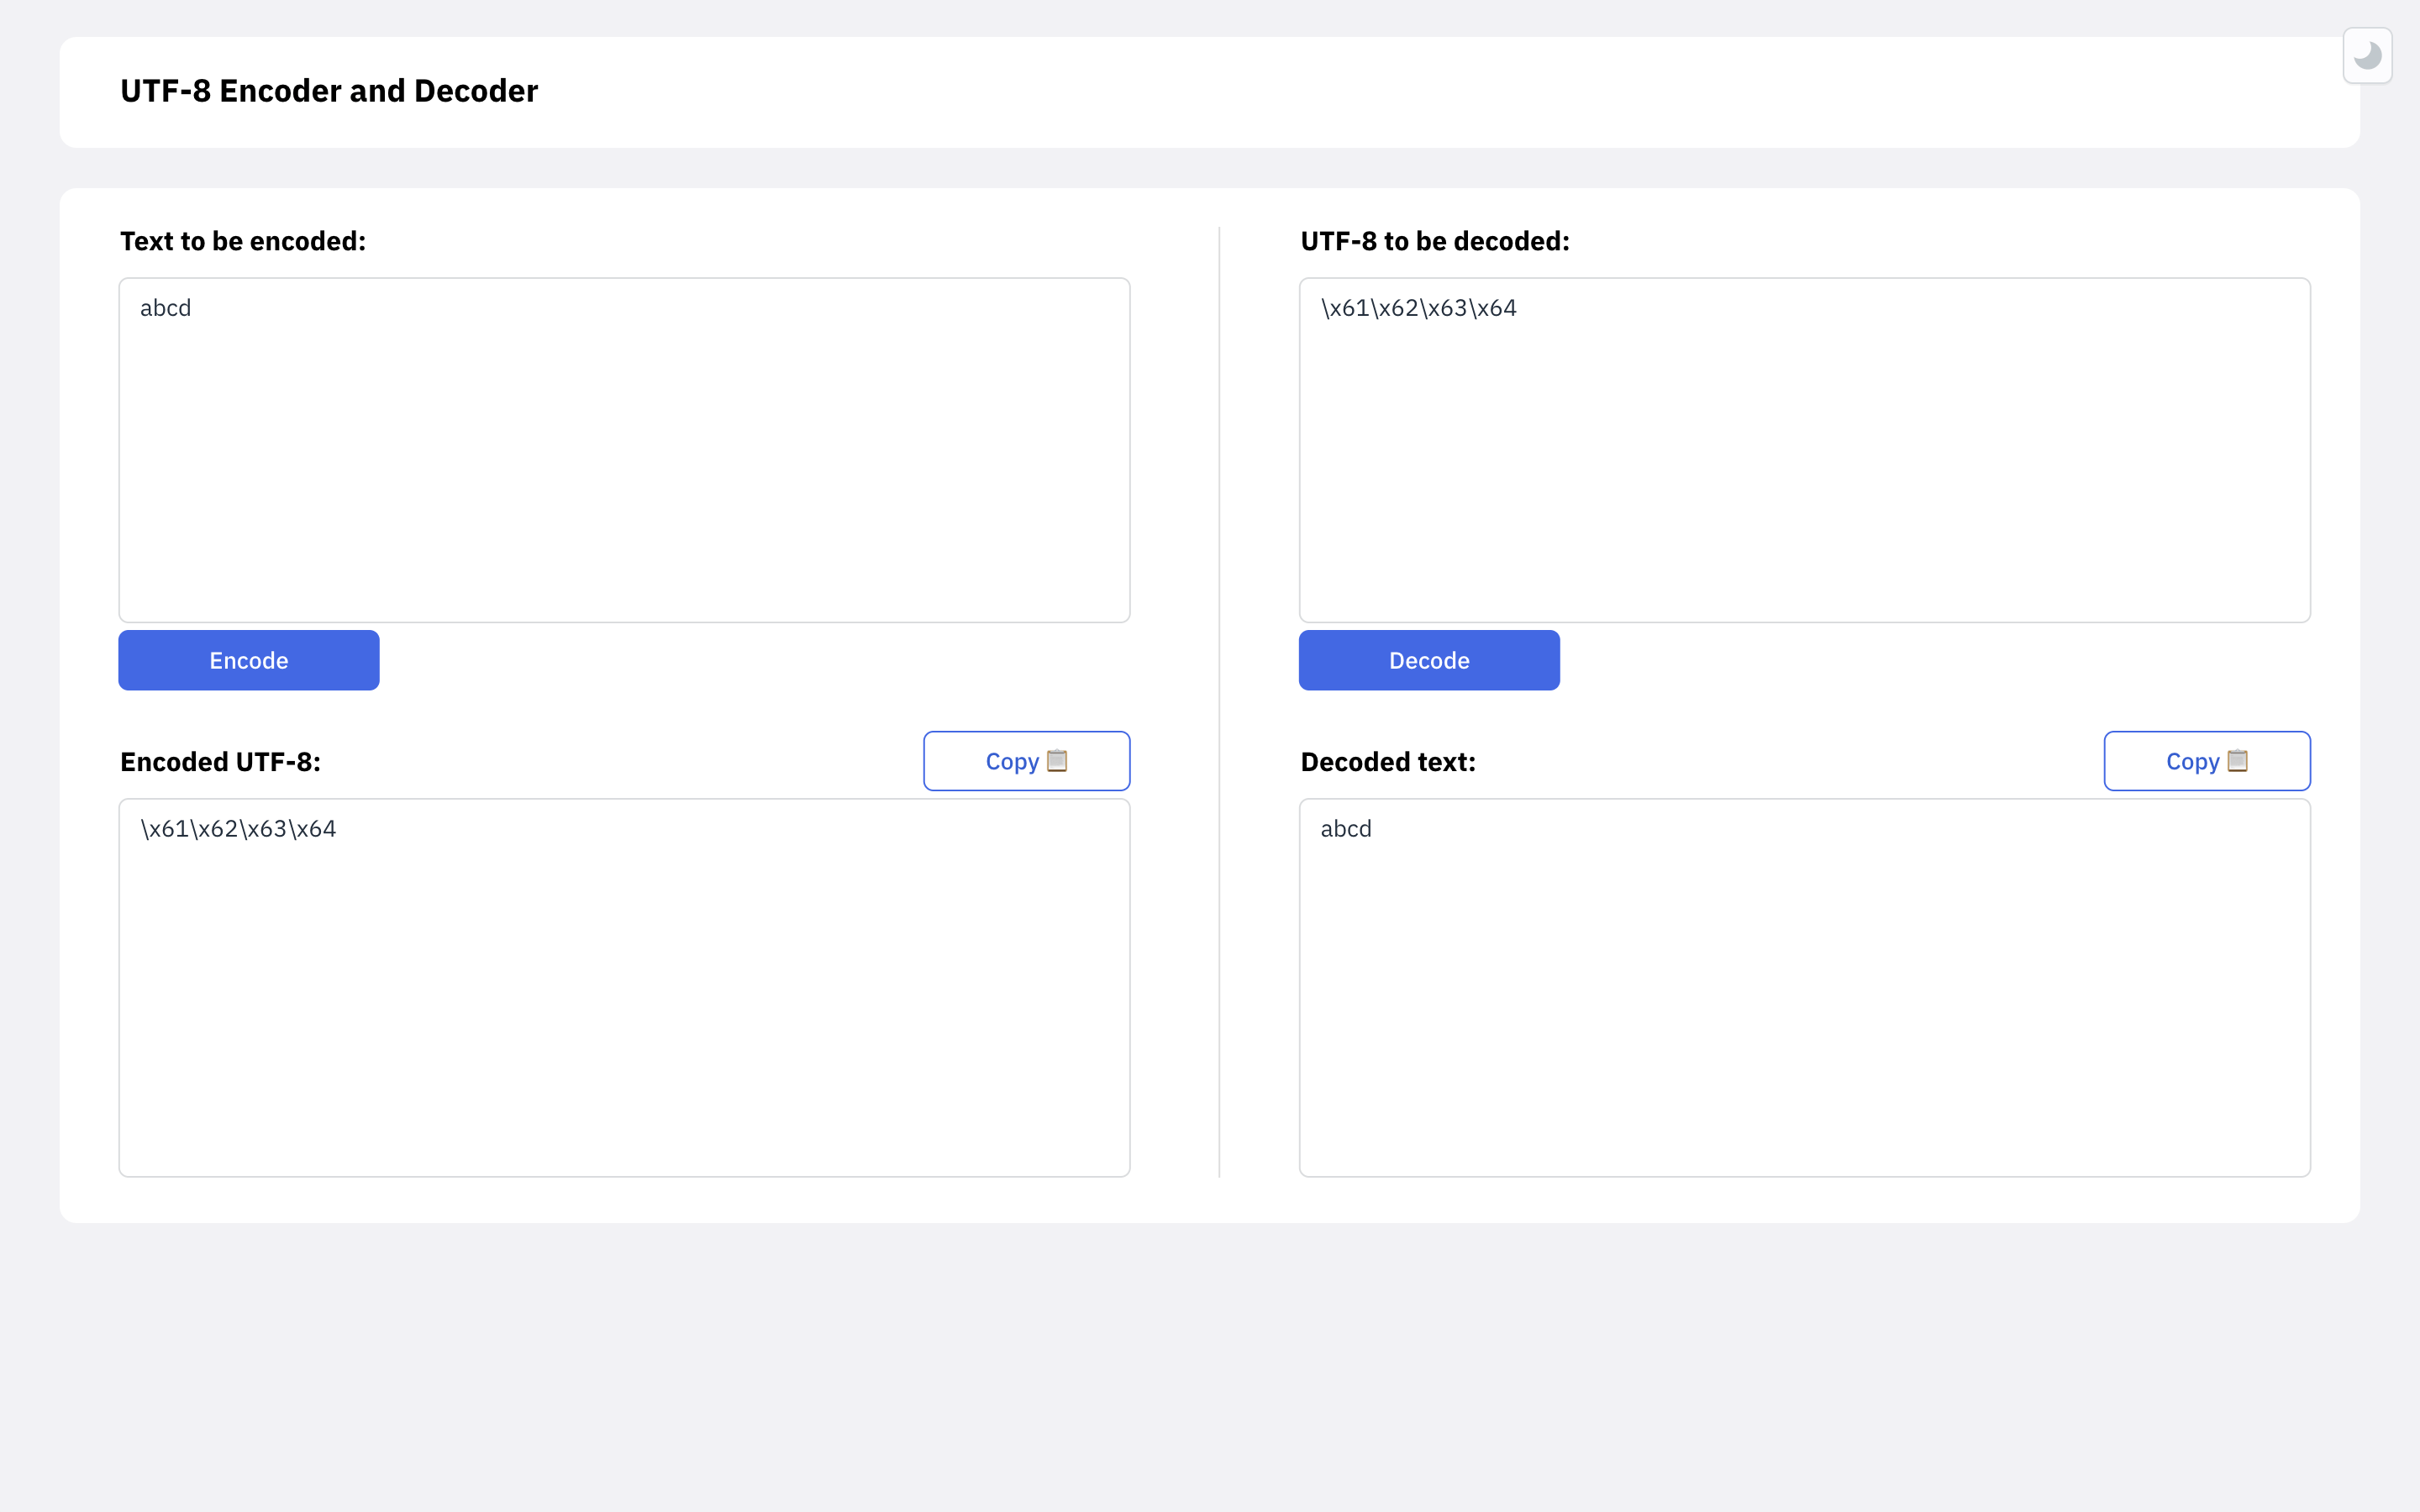 UTF-8 Encoder and Decoder
Text to be encoded:
abcd
Encode
Encoded UTF-8:
Copy 📋
\x61\x62\x63\x64
UTF-8 to be decoded:
\x61\x62\x63\x64
Decode
Decoded text:
Copy 📋
abcd